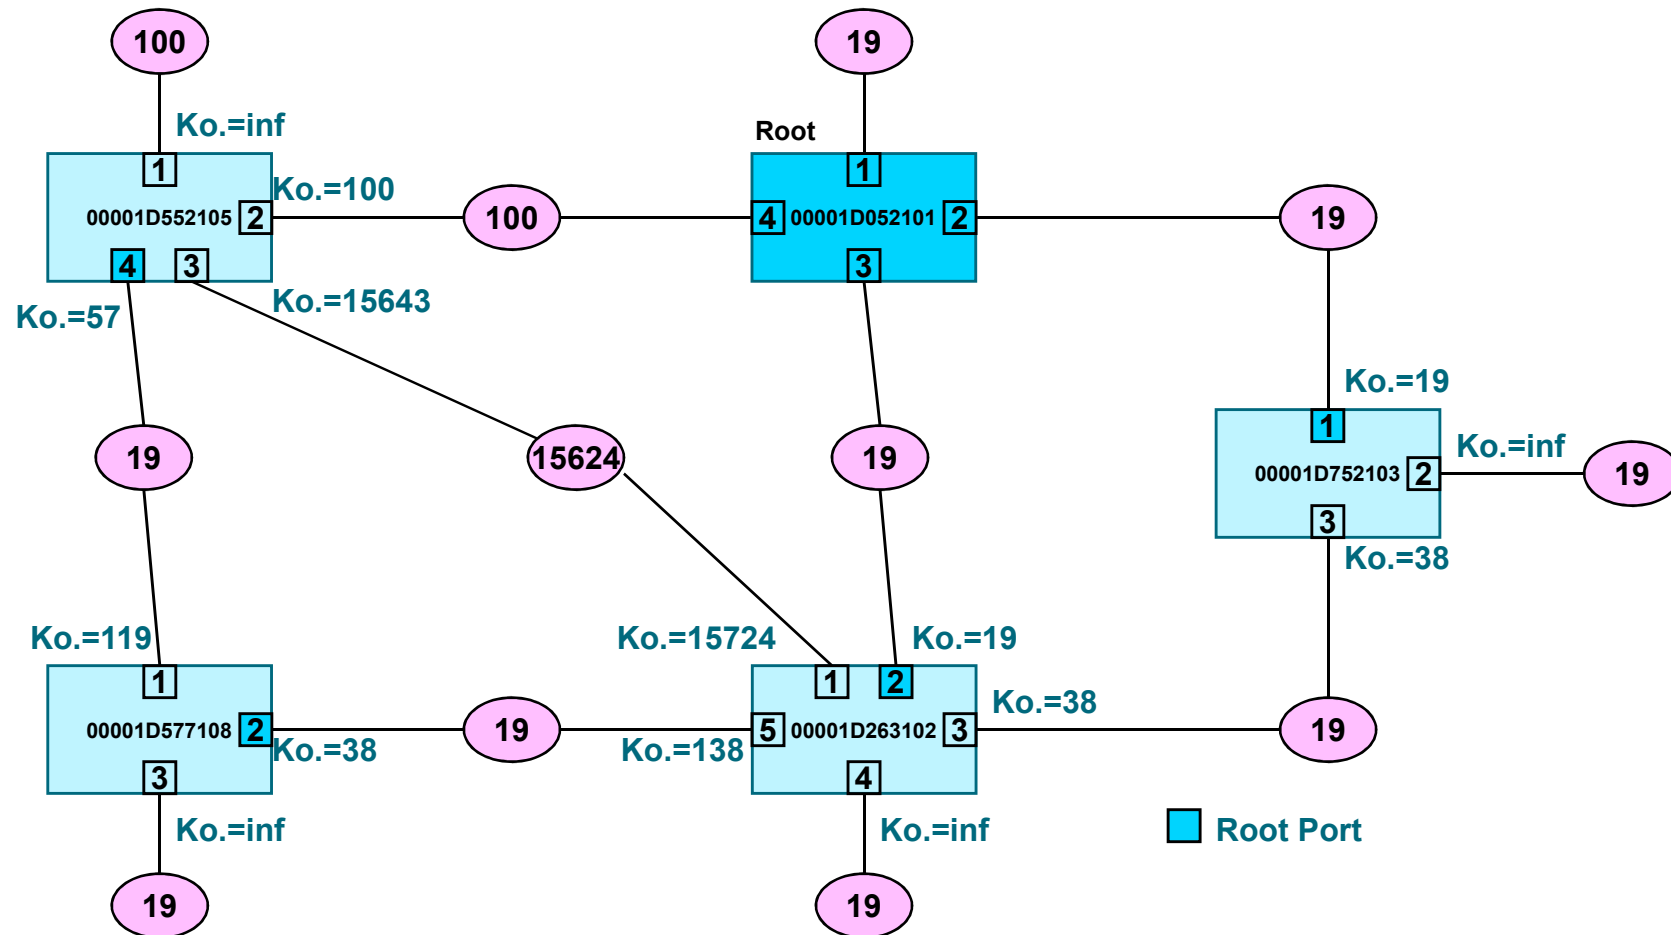 100
19
Ko.=inf
Root
1
1
Ko.=100
00001D552105
2
100
4
00001D052101
2
19
4
3
3
Ko.=57
Ko.=15643
Ko.=19
1
Ko.=inf
19
15624
19
00001D752103
2
19
3
Ko.=38
Ko.=119
Ko.=15724
Ko.=19
1
1
2
Ko.=38
00001D577108
2
19
5
00001D263102
3
19
Ko.=38
Ko.=138
3
4
Ko.=inf
Ko.=inf
Root Port
19
19